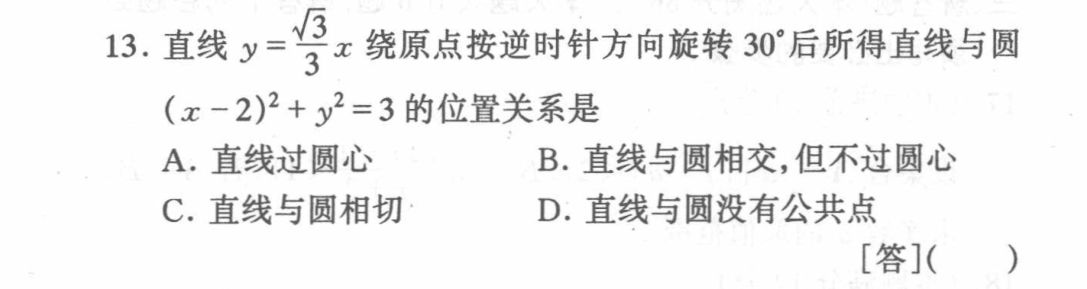 13. 直线 y = √3/3 x 绕原点按逆时针方向旋转 30°后所得直线与圆
(x - 2)² + y² = 3 的位置关系是
A. 直线过圆心 B. 直线与圆相交,但不过圆心
C. 直线与圆相切 D. 直线与圆没有公共点
[答]( )